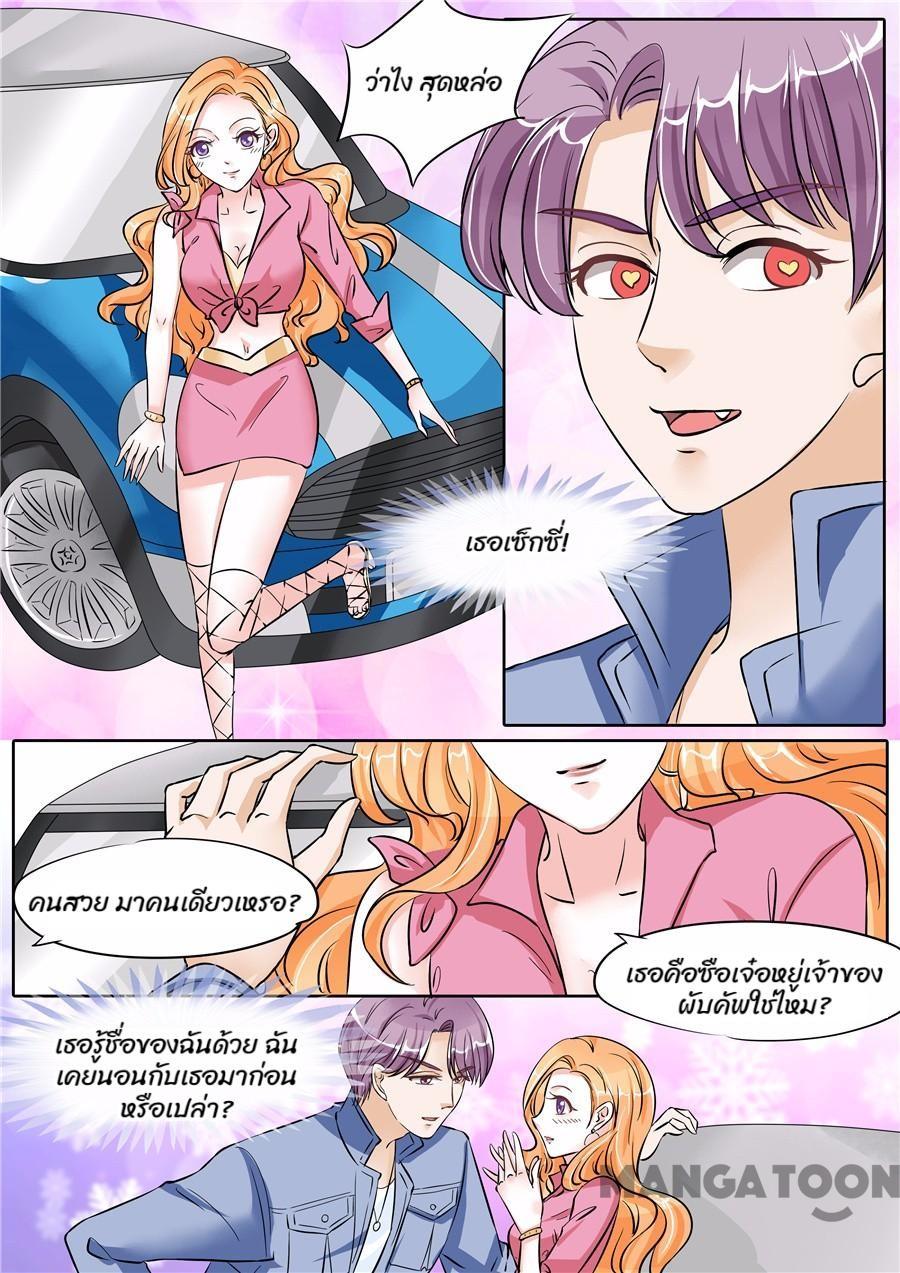 ว่าไง สุดหล่อ
เธอเซ็กซี่!
คนสวย มาคนเดียวเหรอ?
เธอคือซือเจ๋อหยู่เจ้าของ
ผับคัพใช่ไหม?
เธอรู้ชื่อของฉันด้วย ฉัน
เคยนอนกับเธอมาก่อน
หรือเปล่า?
MANGATOON